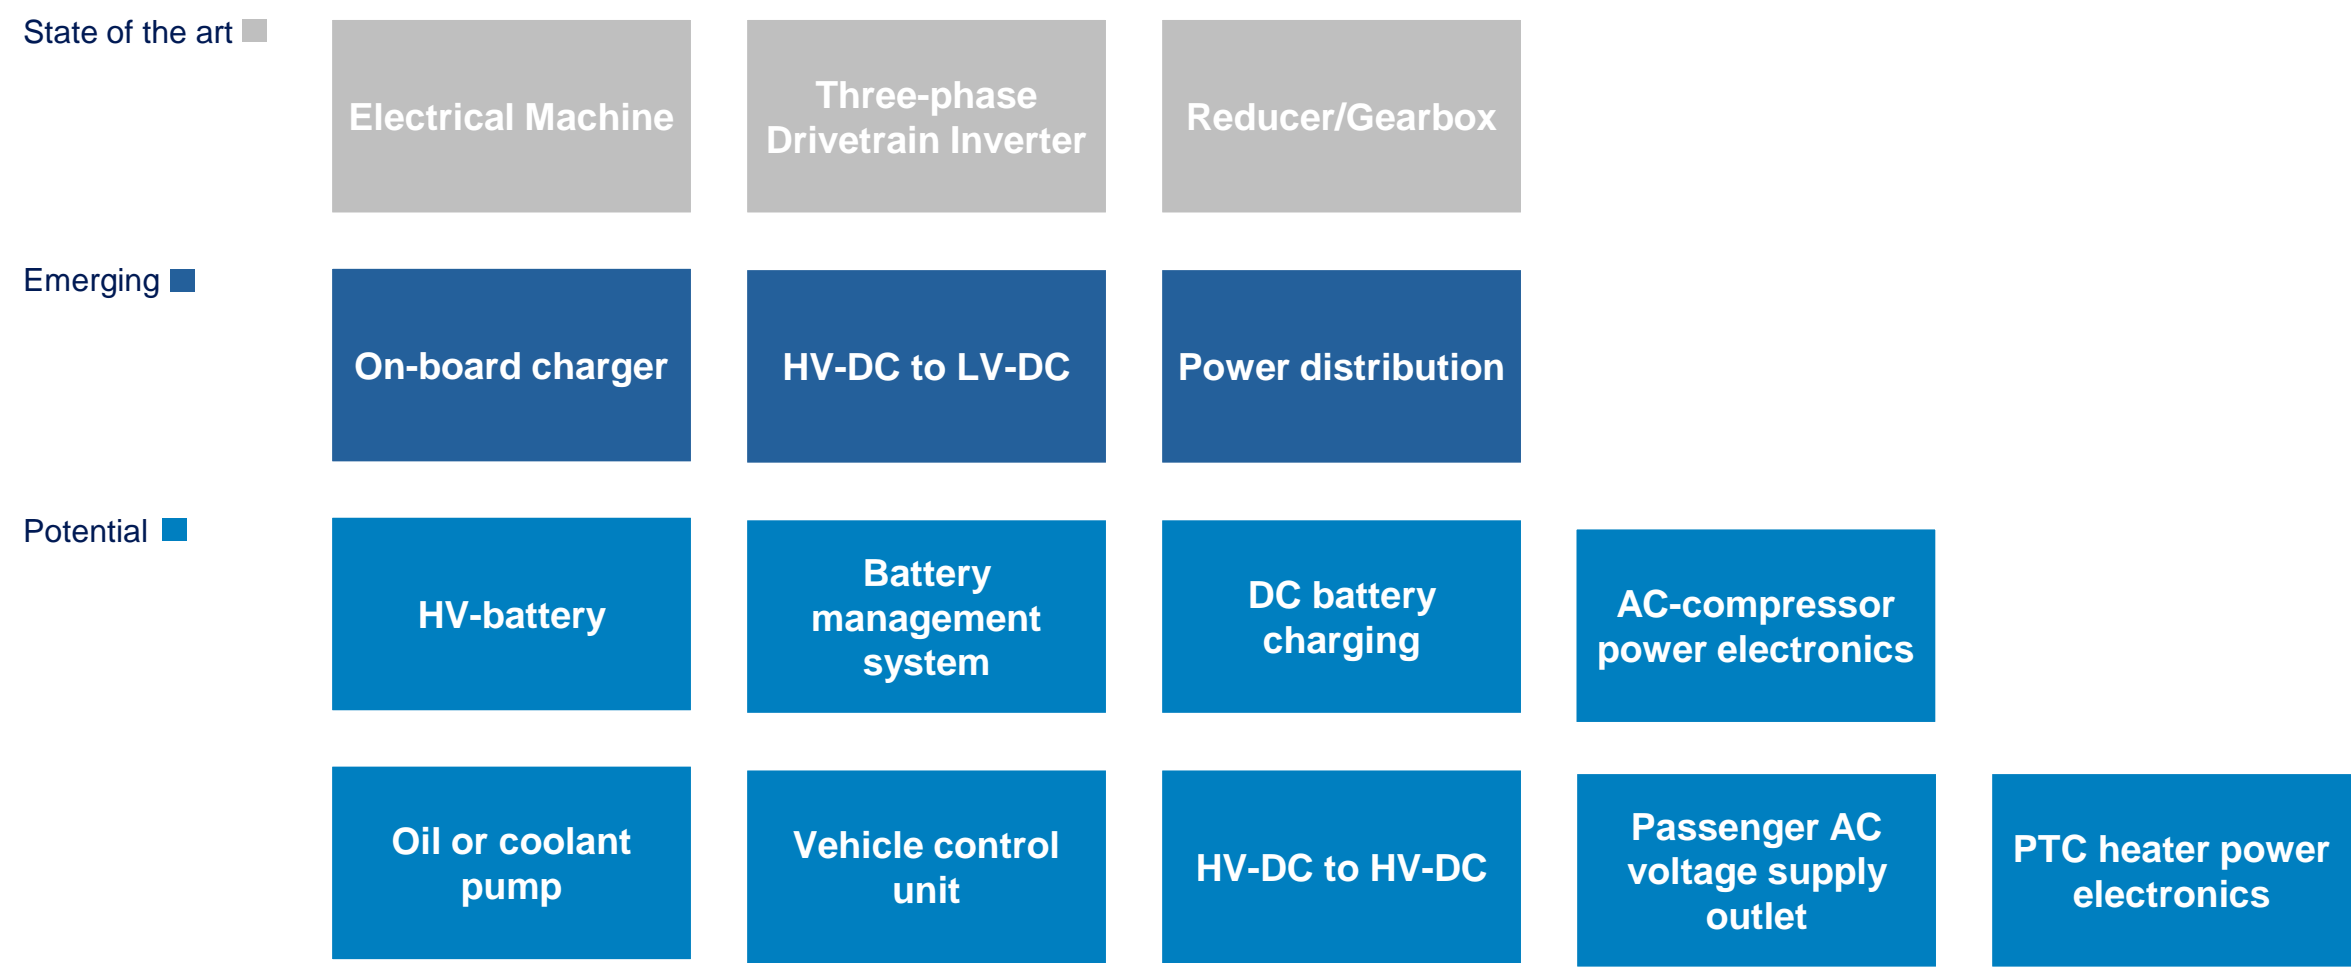 State of the art
Electrical Machine
Three-phase
Drivetrain Inverter
Reducer/Gearbox
Emerging
On-board charger
HV-DC to LV-DC
Power distribution
Potential
HV-battery
Battery
management
system
DC battery
charging
AC-compressor
power electronics
Oil or coolant
pump
Vehicle control
unit
HV-DC to HV-DC
Passenger AC
voltage supply
outlet
PTC heater power
electronics